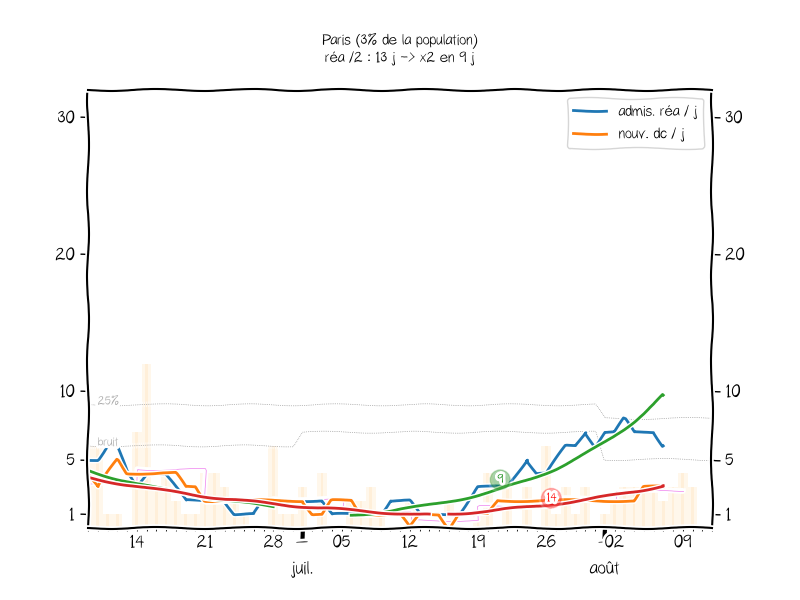 Paris (3% de la population)
réa /2 : 13 j -> x2 en 9 j
admis. réa / j
nouv. dc / j
30
30
20
20
10
10
25%
bruit
5
5
9
14
1
1
14 21 28 05 12 19 26 02 09
juil. août